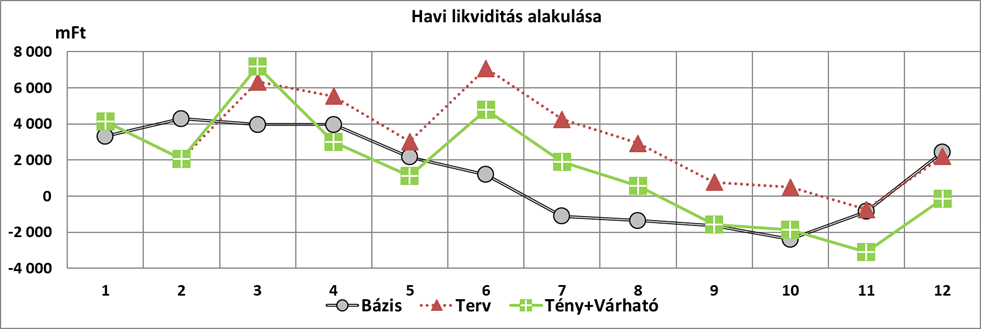 Havi likviditás alakulása
mFt
8 000
6 000
4 000
2 000
0
-2 000
-4 000
1 2 3 4 5 6 7 8 9 10 11 12
Bázis Terv Tény+Várható